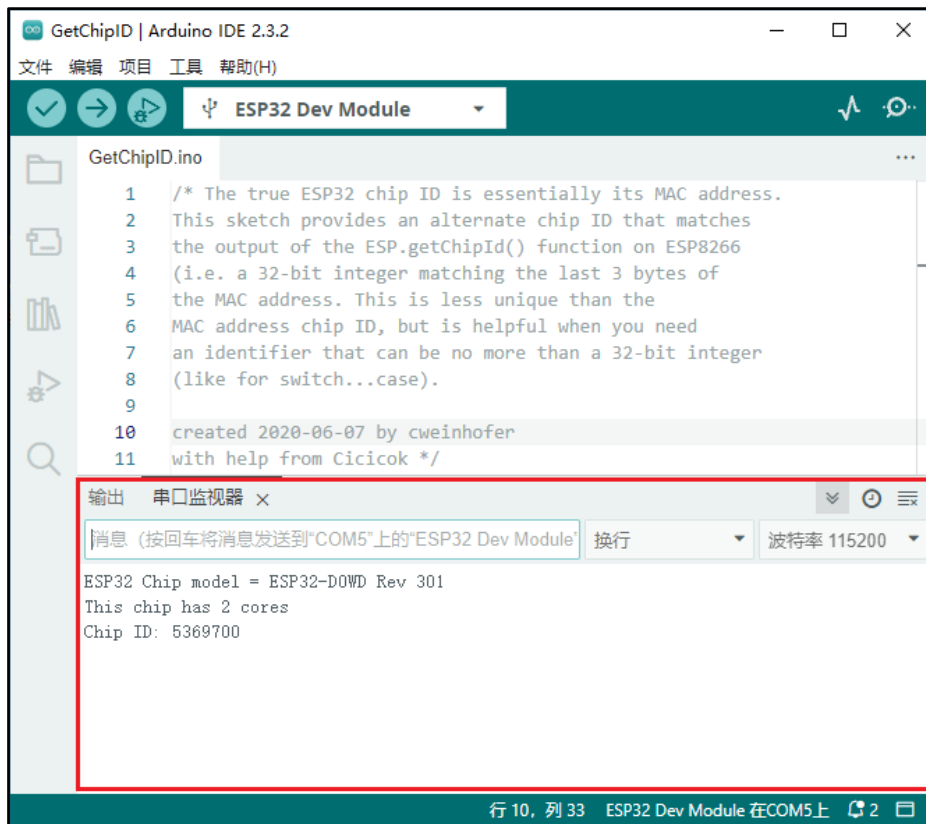 GetChipID | Arduino IDE 2.3.2
文件 编辑 项目 工具 帮助(H)
ESP32 Dev Module
GetChipID.ino
1 /* The true ESP32 chip ID is essentially its MAC address.
2 This sketch provides an alternate chip ID that matches
3 the output of the ESP.getChipId() function on ESP8266
4 (i.e. a 32-bit integer matching the last 3 bytes of
5 the MAC address. This is less unique than the
6 MAC address chip ID, but is helpful when you need
7 an identifier that can be no more than a 32-bit integer
8 (like for switch...case).
9
10 created 2020-06-07 by cweinhofer
11 with help from Cicicok */
输出 串口监视器
消息（按回车将消息发送到“COM5”上的“ESP32 Dev Module” 换行 波特率 115200
ESP32 Chip model = ESP32-D0WD Rev 301
This chip has 2 cores
Chip ID: 5369700
行 10，列 33 ESP32 Dev Module 在COM5上 2